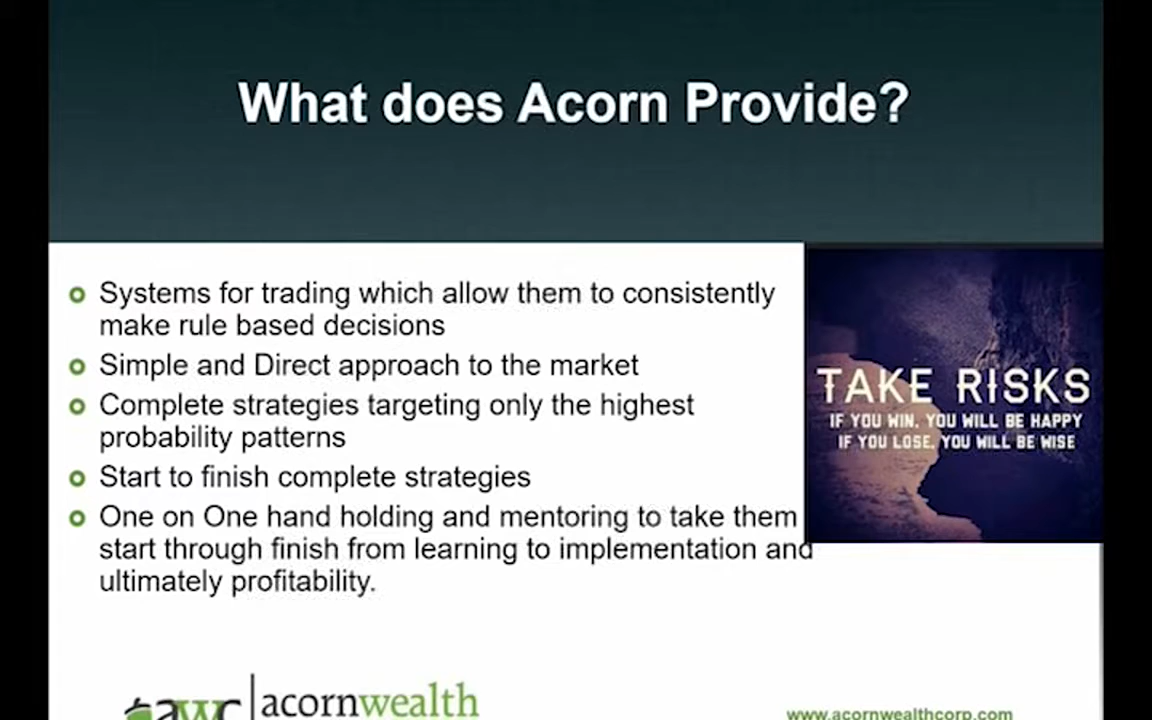 What does Acorn Provide?
Systems for trading which allow them to consistently
make rule based decisions
Simple and Direct approach to the market
Complete strategies targeting only the highest
probability patterns
Start to finish complete strategies
One on One hand holding and mentoring to take them
start through finish from learning to implementation and
ultimately profitability.
TAKE RISKS
IF YOU WIN, YOU WILL BE HAPPY
IF YOU LOSE, YOU WILL BE WISE
awc acornwealth
www.acornwealthcorp.com